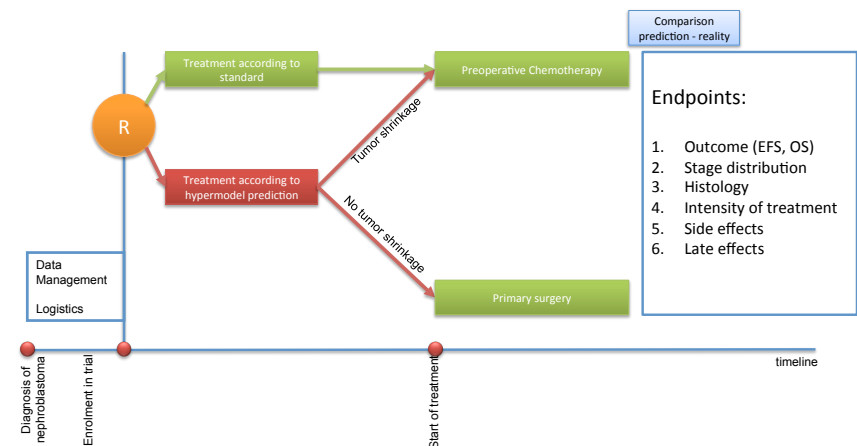 Comparison
prediction - reality
Treatment according to
standard
Preoperative Chemotherapy
R
Tumor shrinkage
Treatment according to
hypermodel prediction
No tumor shrinkage
Primary surgery
Endpoints:
1. Outcome (EFS, OS)
2. Stage distribution
3. Histology
4. Intensity of treatment
5. Side effects
6. Late effects
Data
Management
Logistics
timeline
Diagnosis of
nephroblastoma
Enrolment in trial
Start of treatment